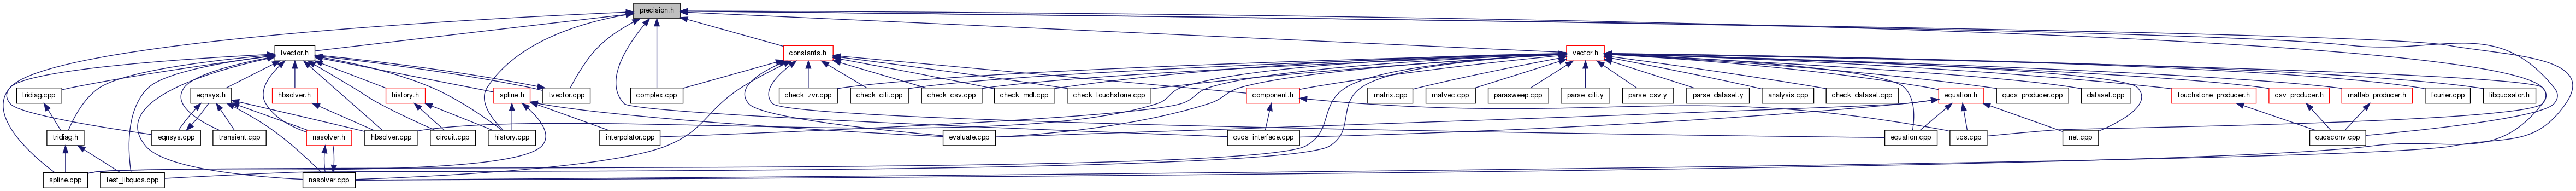 precision.h
tvector.h
constants.h
vector.h
tridiag.cpp
eqnsys.h
hbsolver.h
history.h
spline.h
tvector.cpp
complex.cpp
check_zvr.cpp
check_citi.cpp
check_csv.cpp
check_mdl.cpp
check_touchstone.cpp
component.h
matrix.cpp
matvec.cpp
parasweep.cpp
parse_citi.y
parse_csv.y
parse_dataset.y
analysis.cpp
check_dataset.cpp
equation.h
qucs_producer.cpp
dataset.cpp
touchstone_producer.h
csv_producer.h
matlab_producer.h
fourier.cpp
libqucsator.h
tridiag.h
eqnsys.cpp
transient.cpp
nasolver.h
hbsolver.cpp
circuit.cpp
history.cpp
interpolator.cpp
evaluate.cpp
qucs_interface.cpp
equation.cpp
ucs.cpp
net.cpp
qucsconv.cpp
spline.cpp
test_libqucs.cpp
nasolver.cpp